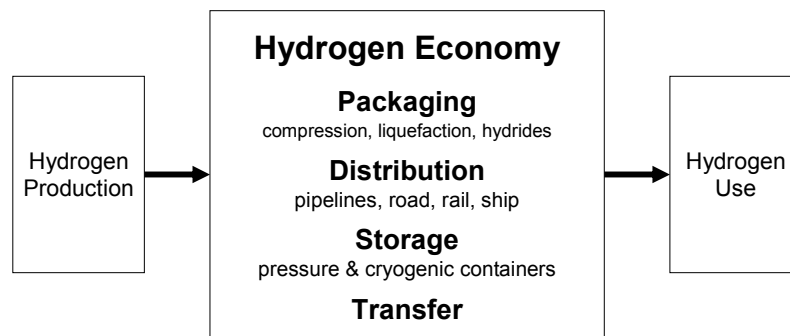 Hydrogen Economy
Packaging
compression, liquefaction, hydrides
Hydrogen
Production
Distribution
pipelines, road, rail, ship
Hydrogen
Use
Storage
pressure & cryogenic containers
Transfer